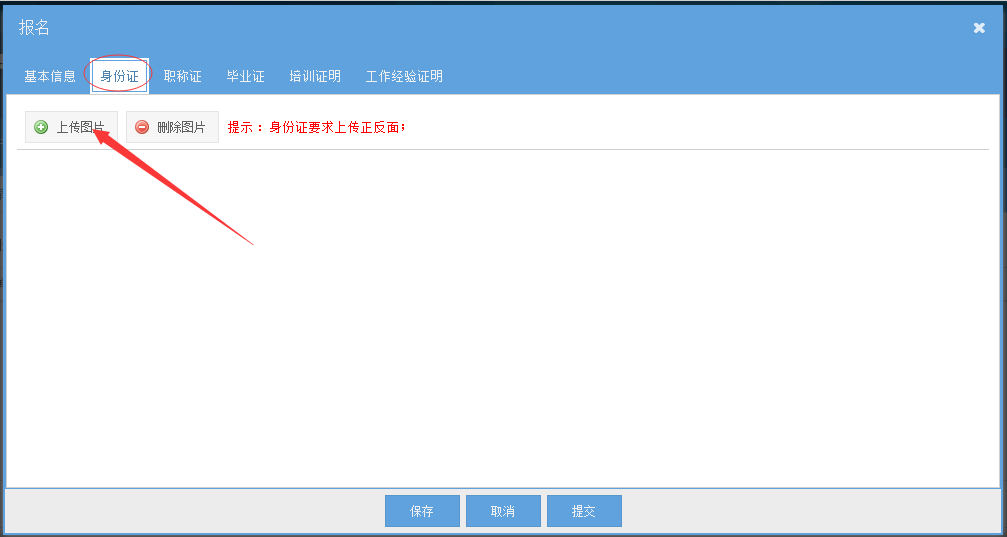 报名
基本信息 身份证 职称证 毕业证 培训证明 工作经验证明
上传图片 删除图片 提示：身份证要求上传正反面；
保存 取消 提交